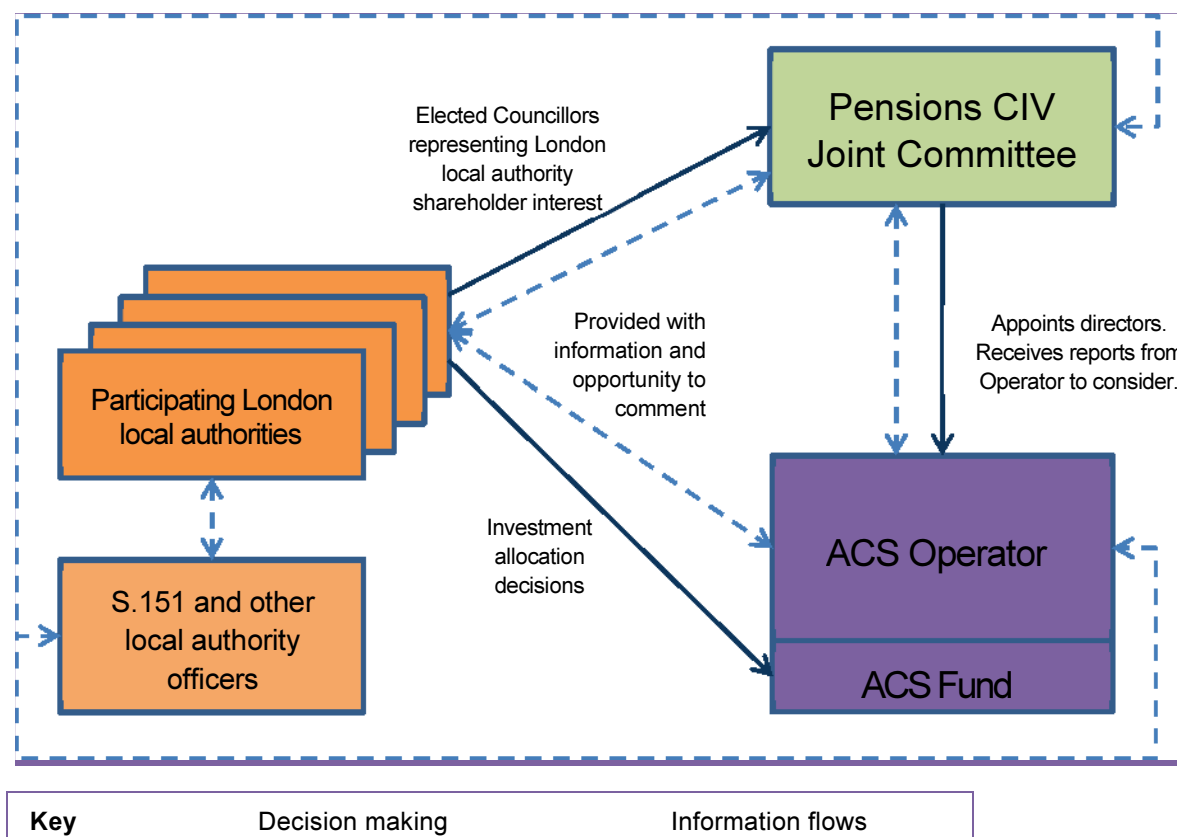 Elected Councillors
representing London
local authority
shareholder interest
Pensions CIV
Joint Committee
Provided with
information and
opportunity to
comment
Appoints directors.
Receives reports from
Operator to consider.
Participating London
local authorities
Investment
allocation
decisions
ACS Operator
S.151 and other
local authority
officers
ACS Fund
Key Decision making Information flows